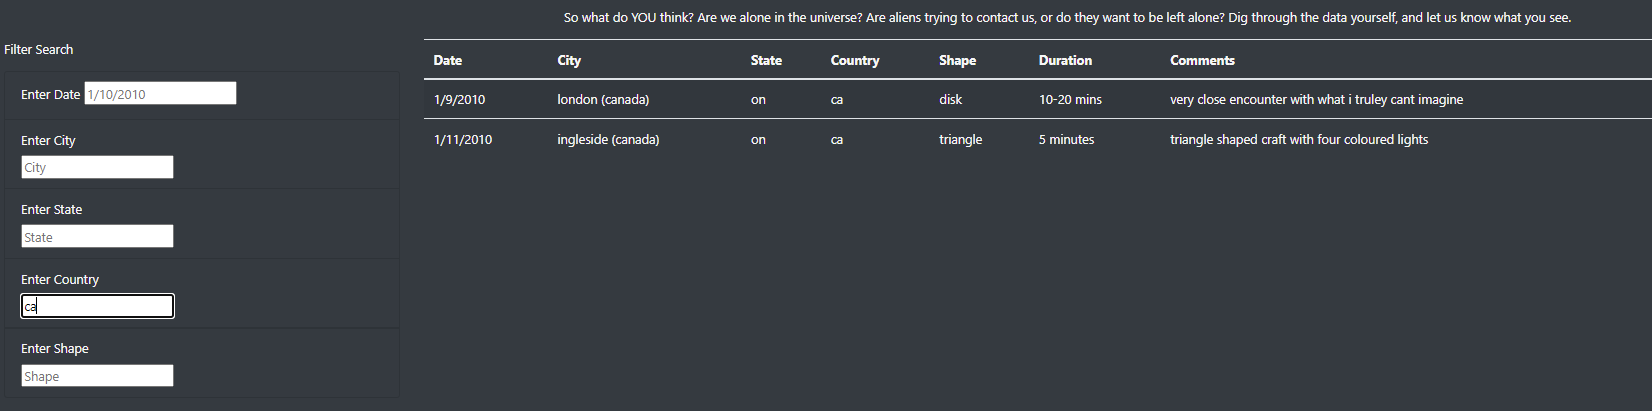 So what do YOU think? Are we alone in the universe? Are aliens trying to contact us, or do they want to be left alone? Dig through the data yourself, and let us know what you see.
Filter Search
Enter Date 1/10/2010
Enter City
City
Enter State
State
Enter Country
ca
Enter Shape
Shape
Date City State Country Shape Duration Comments
1/9/2010 london (canada) on ca disk 10-20 mins very close encounter with what i truley cant imagine
1/11/2010 ingleside (canada) on ca triangle 5 minutes triangle shaped craft with four coloured lights